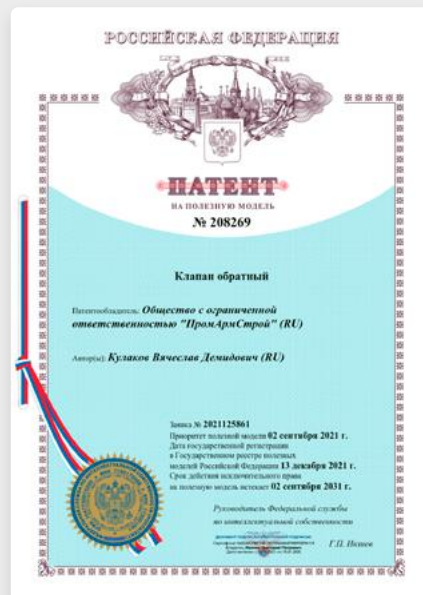 РОССИЙСКАЯ ФЕДЕРАЦИЯ
ПАТЕНТ
НА ПОЛЕЗНУЮ МОДЕЛЬ
№ 208269
Клапан обратный
Патентообладатель: Общество с ограниченной
ответственностью "ПромАрмСтрой" (RU)
Автор(ы): Кулаков Вячеслав Демидович (RU)
Заявка № 2021125861
Приоритет полезной модели 02 сентября 2021 г.
Дата государственной регистрации
в Государственном реестре полезных
моделей Российской Федерации 13 декабря 2021 г.
Срок действия исключительного права
на полезную модель истекает 02 сентября 2031 г.
Руководитель Федеральной службы
по интеллектуальной собственности
Г.П. Ивлиев